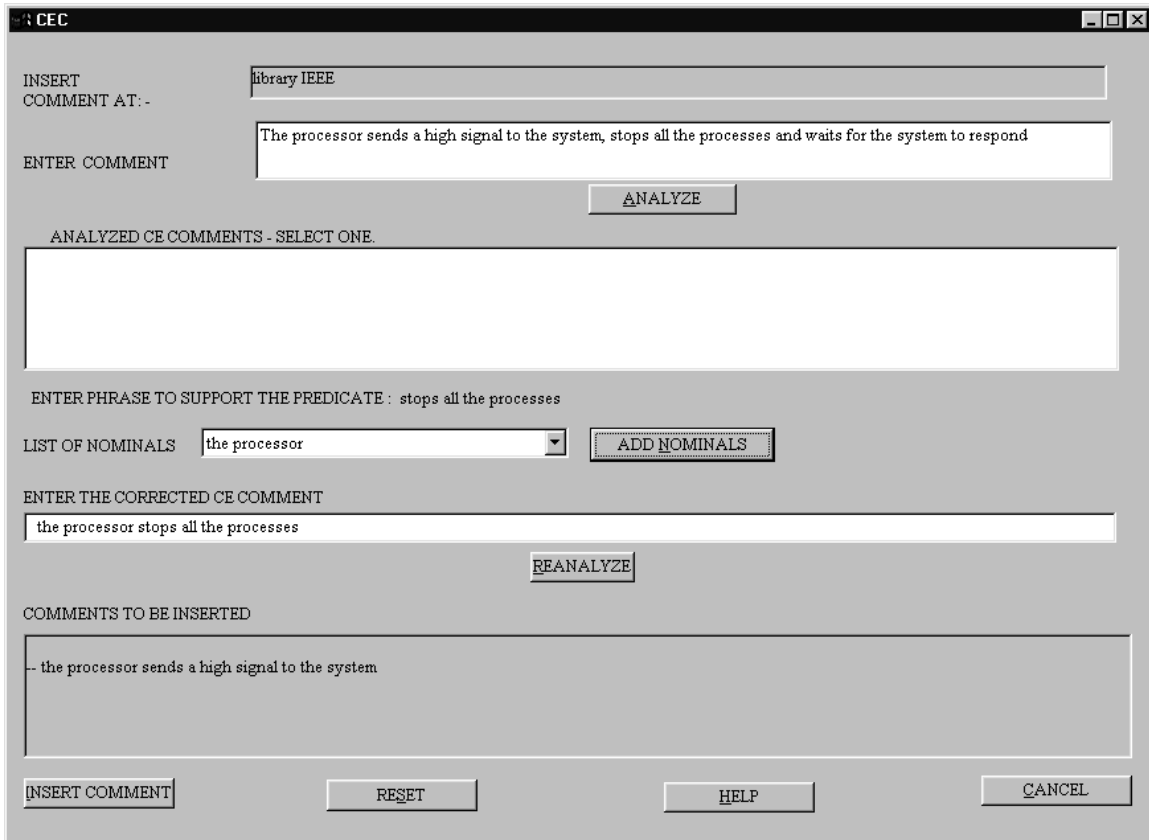 CEC
INSERT
COMMENT AT: -
library IEEE
The processor sends a high signal to the system, stops all the processes and waits for the system to respond
ENTER COMMENT
ANALYZE
ANALYZED CE COMMENTS - SELECT ONE.
ENTER PHRASE TO SUPPORT THE PREDICATE : stops all the processes
LIST OF NOMINALS the processor ADD NOMINALS
ENTER THE CORRECTED CE COMMENT
the processor stops all the processes
REANALYZE
COMMENTS TO BE INSERTED
-- the processor sends a high signal to the system
INSERT COMMENT RESET HELP CANCEL